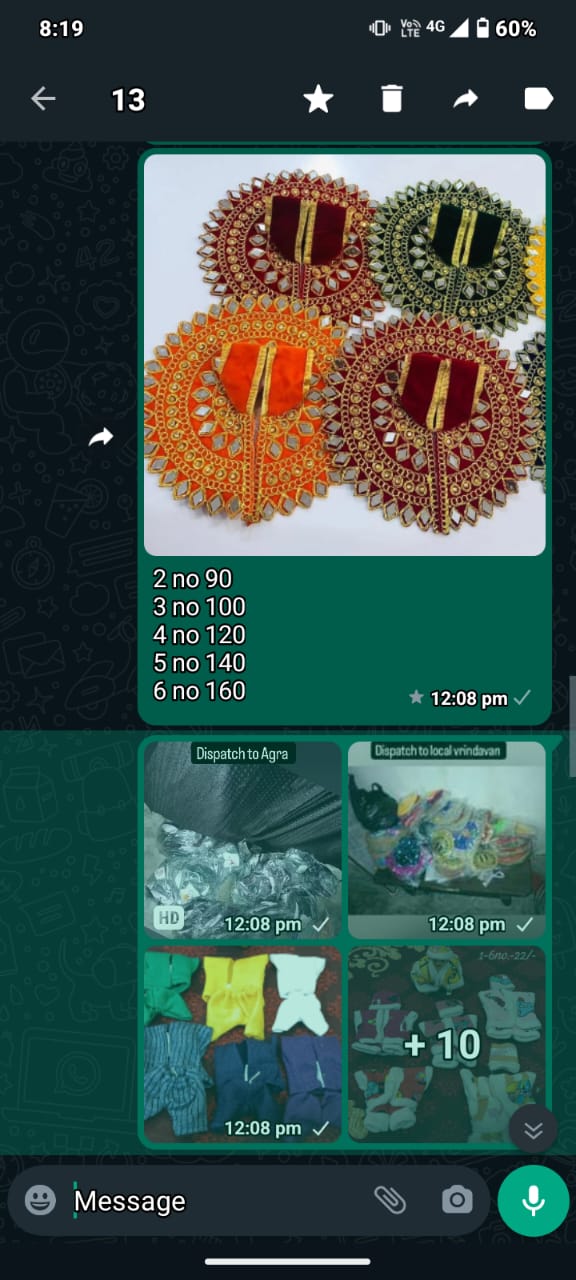 8:19
Vo LTE 4G 60%
13
2 no 90
3 no 100
4 no 120
5 no 140
6 no 160
12:08 pm
Dispatch to Agra
HD 12:08 pm
Dispatch to local vrindavan
12:08 pm
12:08 pm
1-6no.-22/-
+ 10
Message